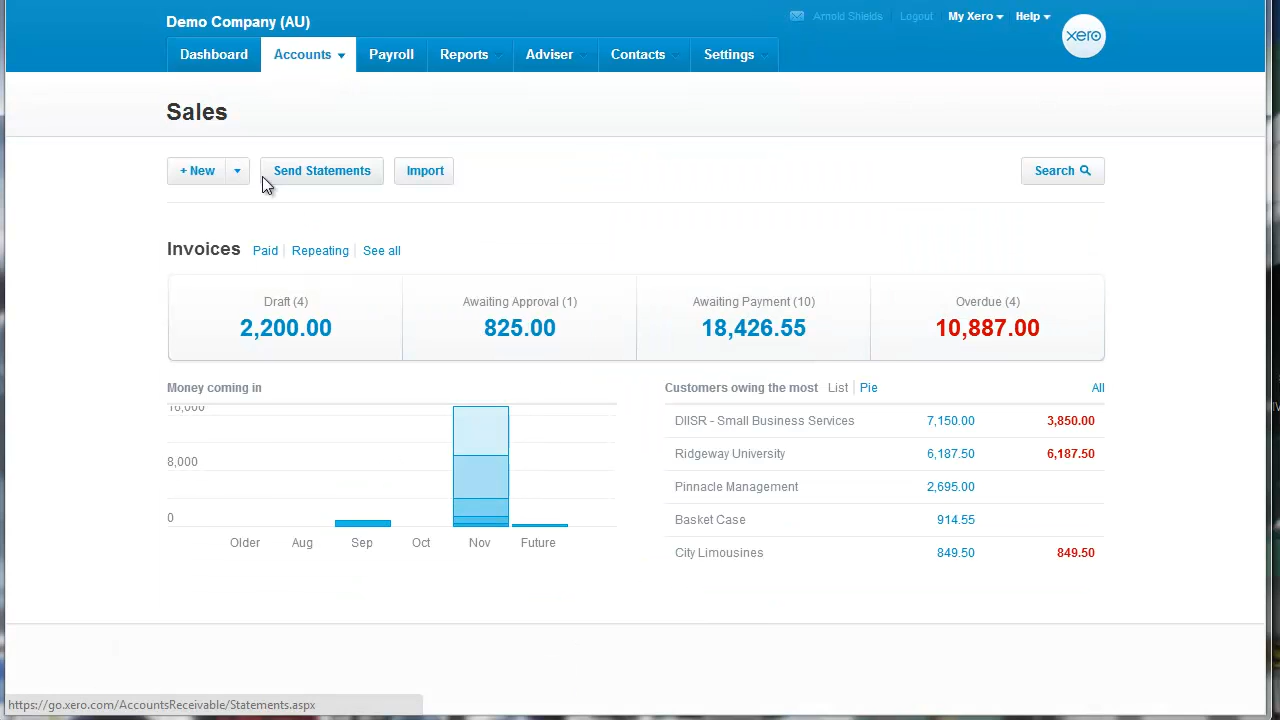 Demo Company (AU)
Arnold Shields Logout My Xero Help
xero
Dashboard Accounts Payroll Reports Adviser Contacts Settings
Sales
+ New Send Statements Import Search
Invoices Paid Repeating See all
Draft (4) Awaiting Approval (1) Awaiting Payment (10) Overdue (4)
2,200.00 825.00 18,426.55 10,887.00
Money coming in
16,000
8,000
0
Older Aug Sep Oct Nov Future
Customers owing the most List Pie All
DIISR - Small Business Services 7,150.00 3,850.00
Ridgeway University 6,187.50 6,187.50
Pinnacle Management 2,695.00
Basket Case 914.55
City Limousines 849.50 849.50
https://go.xero.com/AccountsReceivable/Statements.aspx